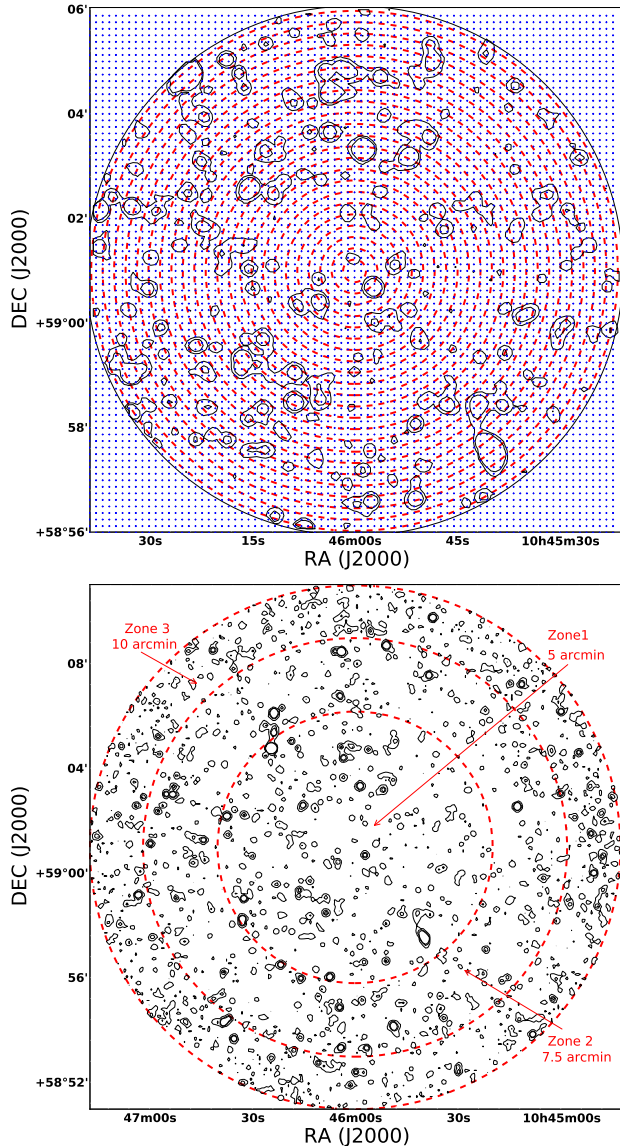 06'
04'
02'
+59°00'
58'
+58°56'
DEC (J2000)
30s 15s 46m00s 45s 10h45m30s
RA (J2000)
Zone 3
10 arcmin
Zone1
5 arcmin
08'
04'
+59°00'
56'
+58°52'
DEC (J2000)
Zone 2
7.5 arcmin
47m00s 30s 46m00s 30s 10h45m00s
RA (J2000)